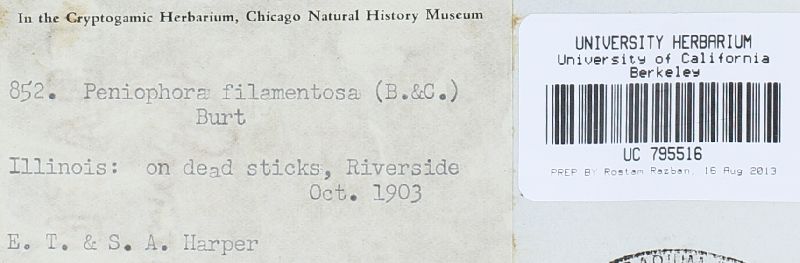 In the Cryptogamic Herbarium, Chicago Natural History Museum
852. Peniophora filamentosa (B.&C.)
Burt
Illinois: on dead sticks, Riverside
Oct. 1903
E. T. & S. A. Harper
UNIVERSITY HERBARIUM
University of California
Berkeley
UC 795516
PREP BY Rostam Razban, 16 Aug 2013